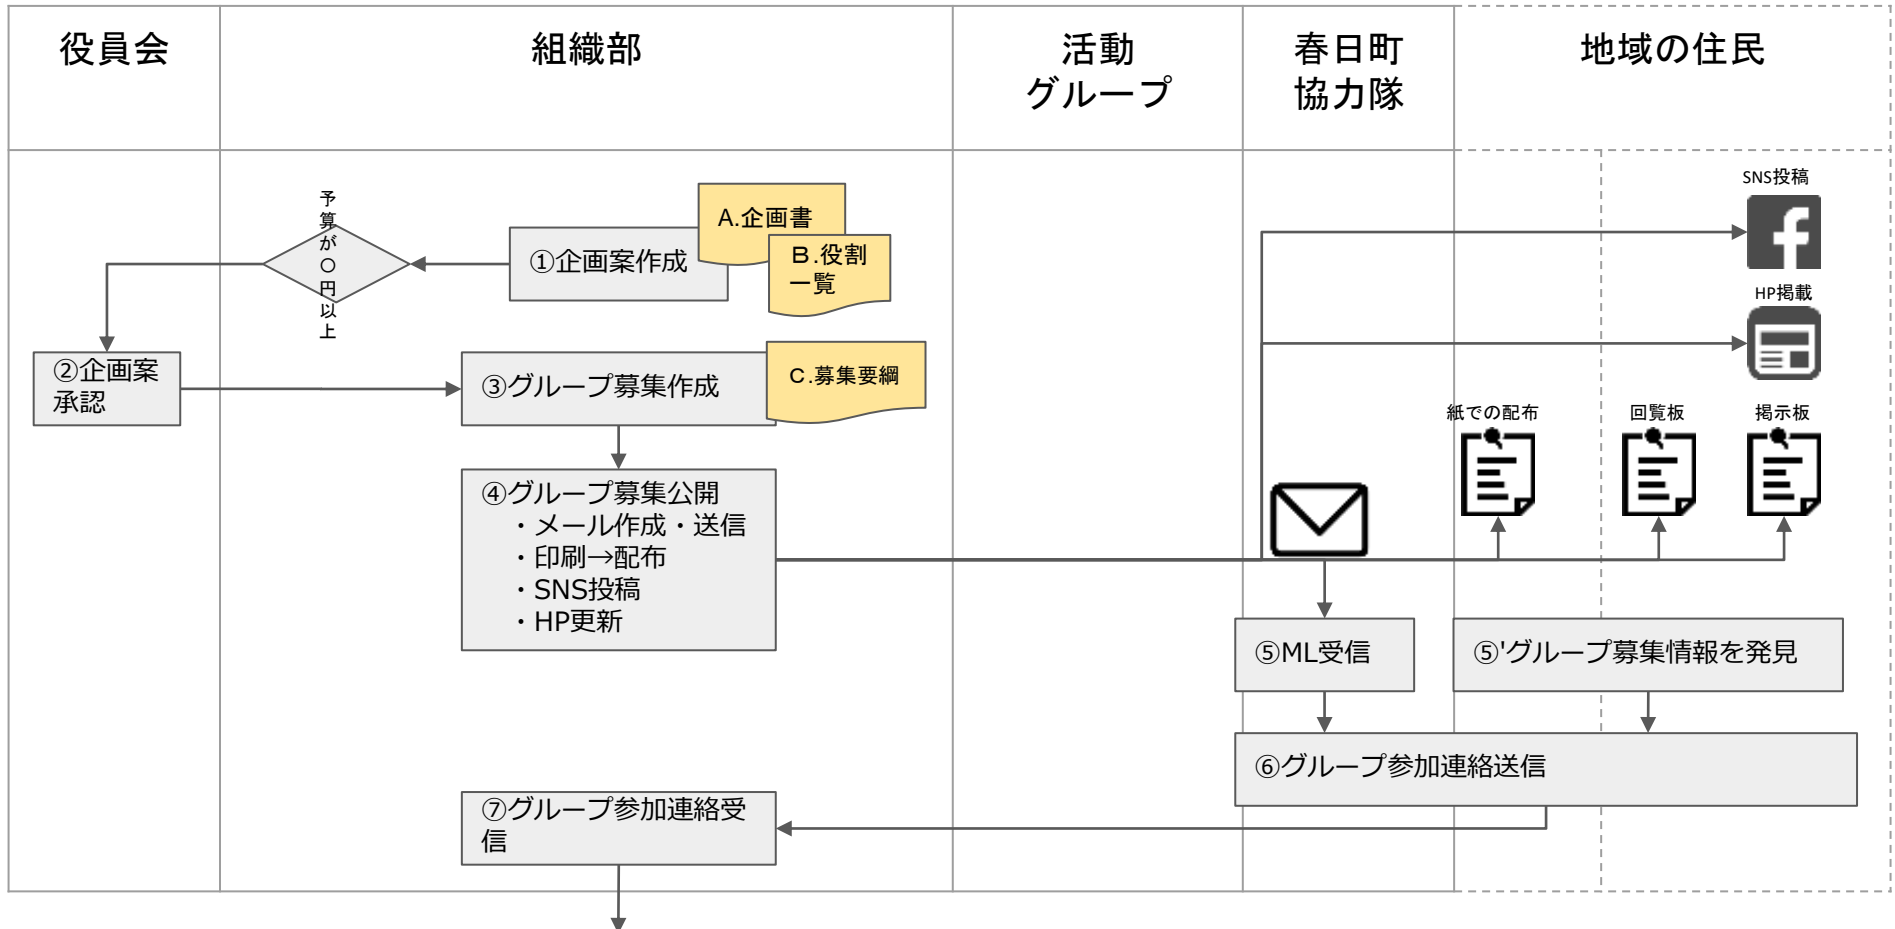 役員会
組織部
活動
グループ
春日町
協力隊
地域の住民
予算が〇円以上
①企画案作成
A.企画書
Ｂ.役割
一覧
SNS投稿
HP掲載
②企画案
承認
③グループ募集作成
Ｃ.募集要綱
紙での配布
回覧板
掲示板
④グループ募集公開
・メール作成・送信
・印刷→配布
・SNS投稿
・HP更新
⑤ML受信
⑤'グループ募集情報を発見
⑥グループ参加連絡送信
⑦グループ参加連絡受
信